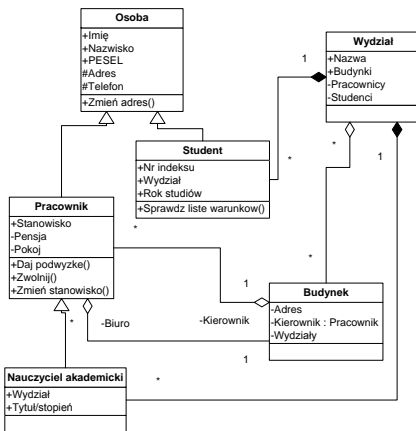 Osoba
+Imię
+Nazwisko
+PESEL
#Adres
#Telefon
+Zmień adres()
Wydział
+Nazwa
+Budynki
-Pracownicy
-Studenci
1
*
*
1
Student
+Nr indeksu
+Wydział
+Rok studiów
+Sprawdz liste warunkow()
*
Pracownik
+Stanowisko
-Pensja
-Pokoj
+Daj podwyzke()
+Zwolnij()
+Zmień stanowisko()
*
*
1
Budynek
-Adres
-Kierownik : Pracownik
-Wydziały
-Biuro
-Kierownik
*
1
Nauczyciel akademicki
+Wydział
+Tytuł/stopień
*